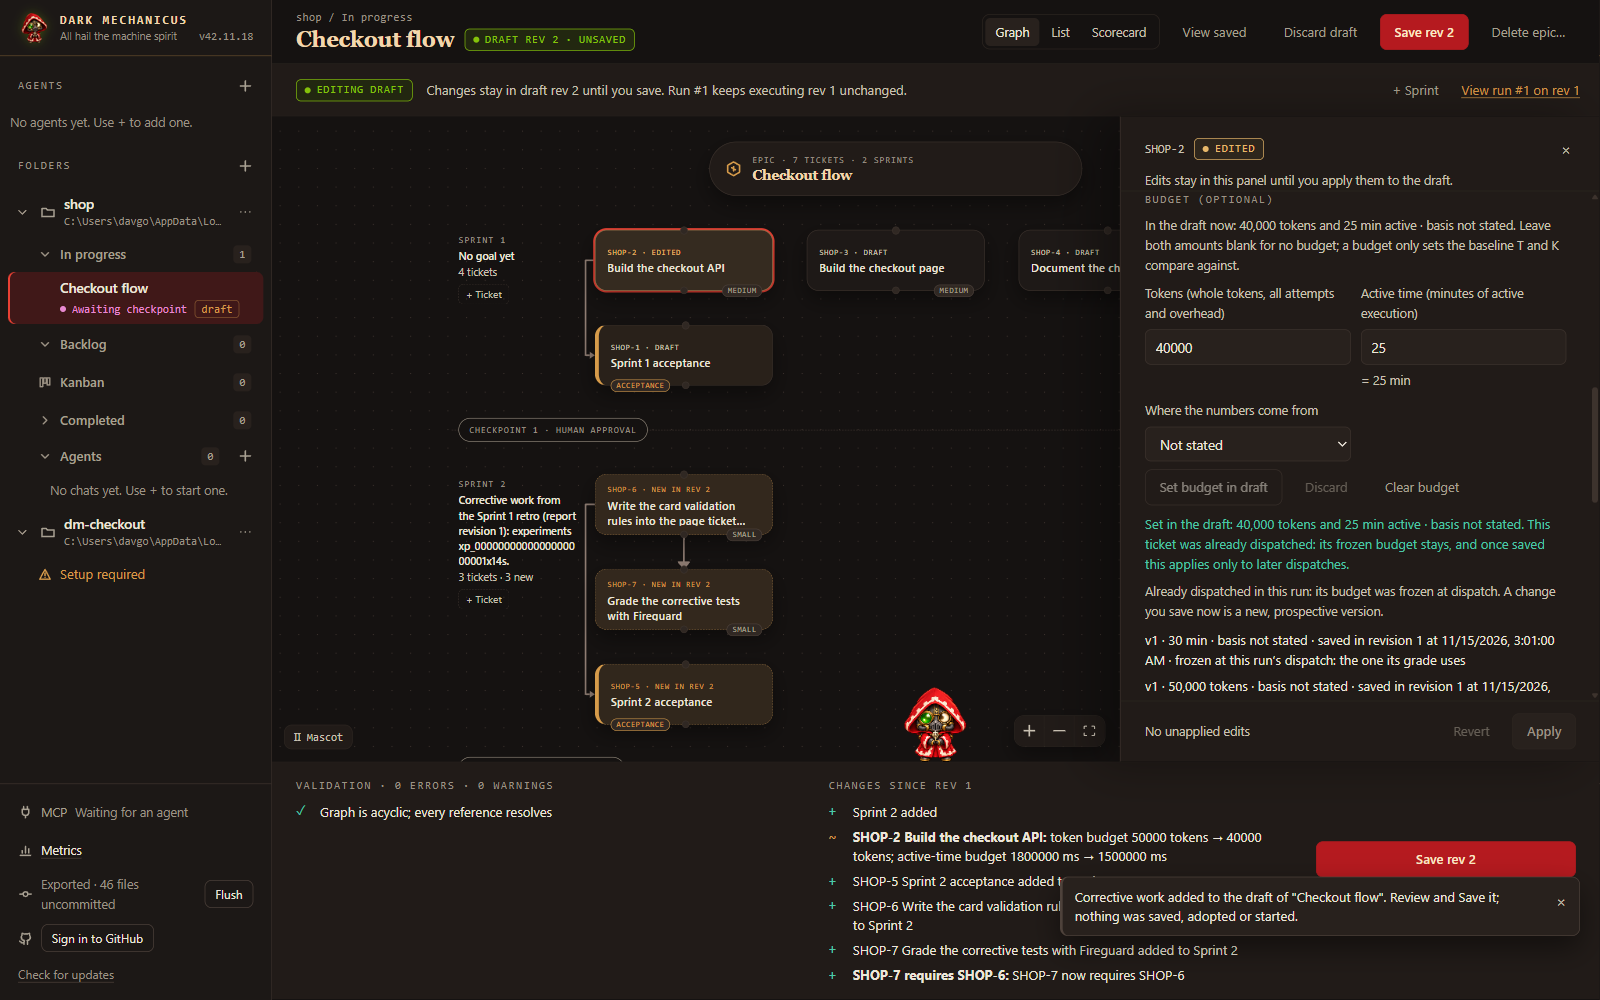 DARK MECHANICUS
All hail the machine spirit v42.11.18
AGENTS
No agents yet. Use + to add one.
FOLDERS
shop
C:\Users\davgo\AppData\Lo...
In progress 1
Checkout flow
Awaiting checkpoint draft
Backlog 0
Kanban 0
Completed 0
Agents 0
No chats yet. Use + to start one.
dm-checkout
C:\Users\davgo\AppData\Lo...
Setup required
MCP Waiting for an agent
Metrics
Exported · 46 files
uncommitted
Flush
Sign in to GitHub
Check for updates
shop / In progress
Checkout flow
DRAFT REV 2 · UNSAVED
Graph List Scorecard
View saved
Discard draft
Save rev 2
Delete epic...
EDITING DRAFT
Changes stay in draft rev 2 until you save. Run #1 keeps executing rev 1 unchanged.
+ Sprint
View run #1 on rev 1
EPIC · 7 TICKETS · 2 SPRINTS
Checkout flow
SPRINT 1
No goal yet
4 tickets
+ Ticket
SHOP-2 · EDITED
Build the checkout API
MEDIUM
SHOP-3 · DRAFT
Build the checkout page
MEDIUM
SHOP-4 · DRAFT
Document the ch
SHOP-1 · DRAFT
Sprint 1 acceptance
ACCEPTANCE
CHECKPOINT 1 · HUMAN APPROVAL
SPRINT 2
Corrective work from
the Sprint 1 retro (report
revision 1): experiments
xp_00000000000000000
00001x14s.
3 tickets · 3 new
+ Ticket
SHOP-6 · NEW IN REV 2
Write the card validation
rules into the page ticket...
SMALL
SHOP-7 · NEW IN REV 2
Grade the corrective tests
with Fireguard
SMALL
SHOP-5 · NEW IN REV 2
Sprint 2 acceptance
ACCEPTANCE
Mascot
SHOP-2 EDITED
Edits stay in this panel until you apply them to the draft.
BUDGET (OPTIONAL)
In the draft now: 40,000 tokens and 25 min active · basis not stated. Leave
both amounts blank for no budget; a budget only sets the baseline T and K
compare against.
Tokens (whole tokens, all attempts
and overhead)
40000
Active time (minutes of active
execution)
25
= 25 min
Where the numbers come from
Not stated
Set budget in draft
Discard
Clear budget
Set in the draft: 40,000 tokens and 25 min active · basis not stated. This
ticket was already dispatched: its frozen budget stays, and once saved
this applies only to later dispatches.
Already dispatched in this run: its budget was frozen at dispatch. A change
you save now is a new, prospective version.
v1 · 30 min · basis not stated · saved in revision 1 at 11/15/2026, 3:01:00
AM · frozen at this run's dispatch: the one its grade uses
v1 · 50,000 tokens · basis not stated · saved in revision 1 at 11/15/2026,
No unapplied edits
Revert
Apply
VALIDATION · 0 ERRORS · 0 WARNINGS
Graph is acyclic; every reference resolves
CHANGES SINCE REV 1
+ Sprint 2 added
~ SHOP-2 Build the checkout API: token budget 50000 tokens → 40000
tokens; active-time budget 1800000 ms → 1500000 ms
+ SHOP-5 Sprint 2 acceptance added
+ SHOP-6 Write the card validation
to Sprint 2
+ SHOP-7 Grade the corrective tests with Fireguard added to Sprint 2
+ SHOP-7 requires SHOP-6: SHOP-7 now requires SHOP-6
Save rev 2
Corrective work added to the draft of "Checkout flow". Review and Save it;
nothing was saved, adopted or started.